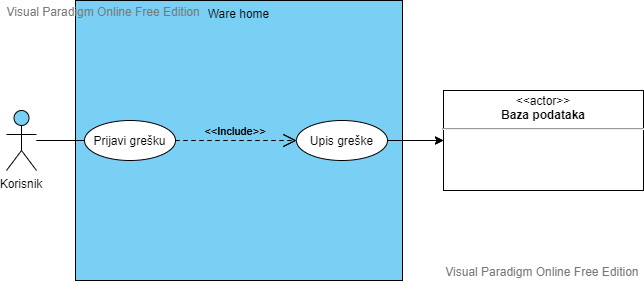 Visual Paradigm Online Free Edition
Ware home
<<actor>>
Baza podataka
Prijavi grešku
<<Include>>
Upis greške
Korisnik
Visual Paradigm Online Free Edition